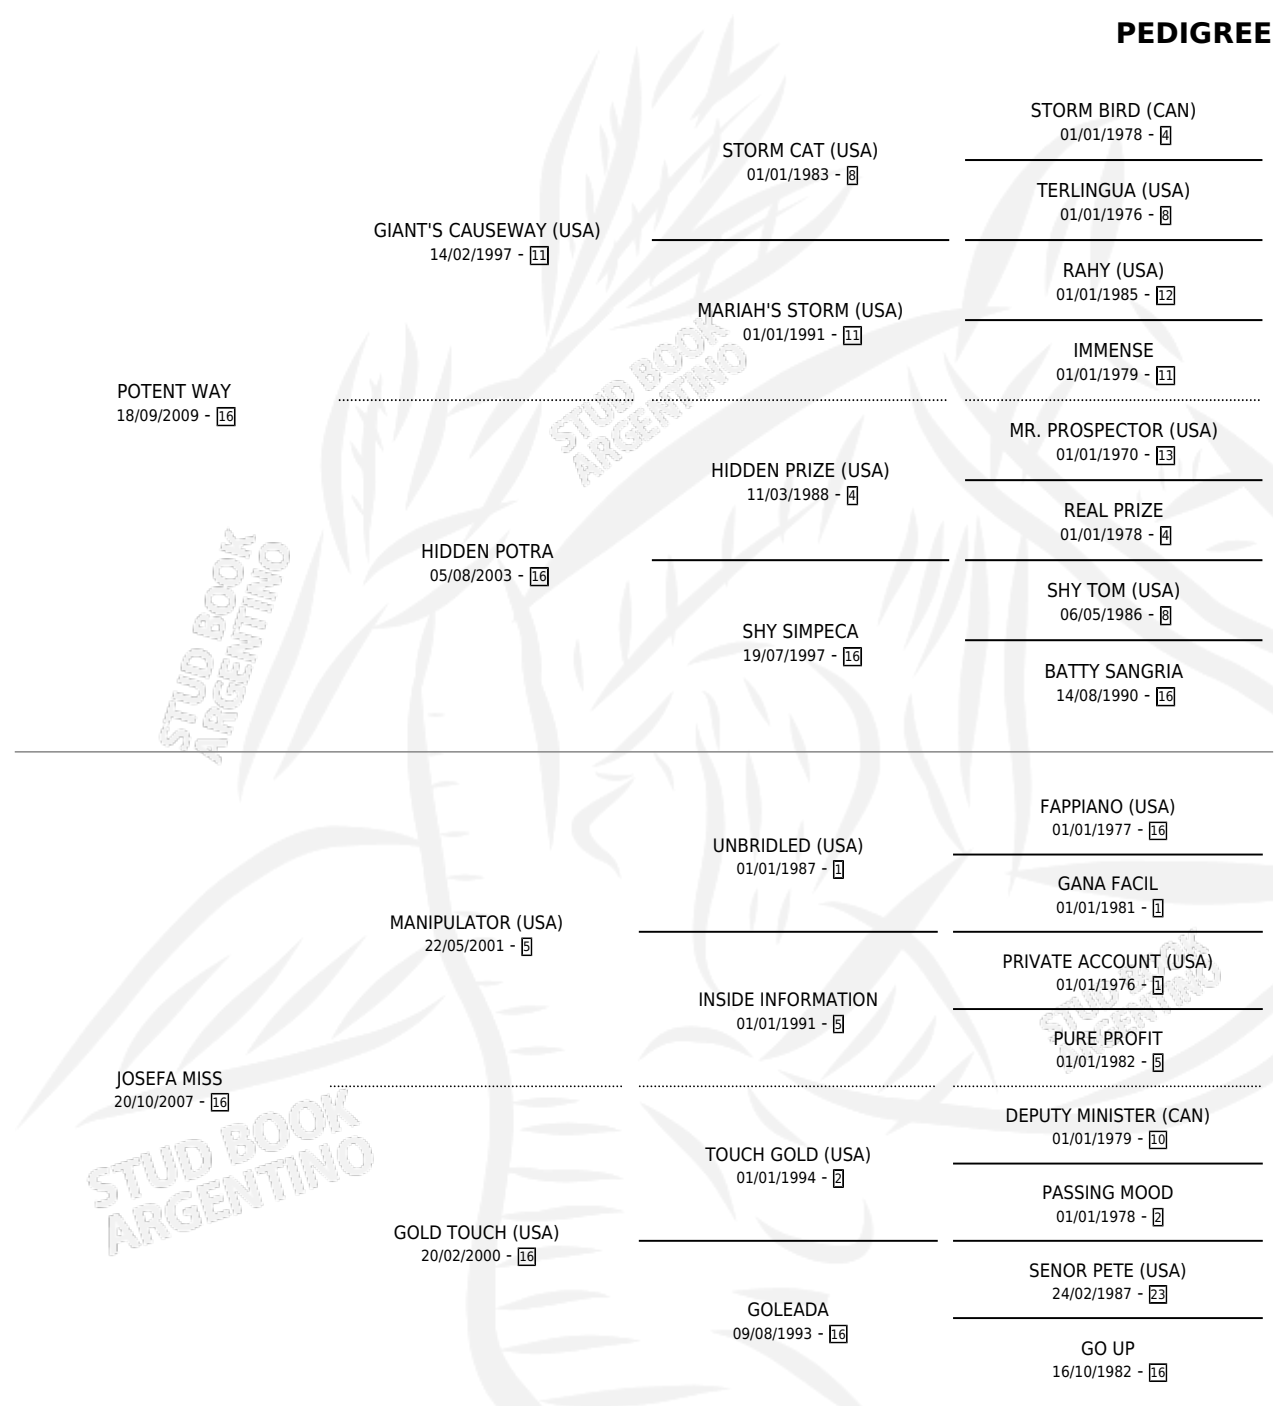 PEDIGREE
STORM BIRD (CAN)
01/01/1978 - 4
STORM CAT (USA)
01/01/1983 - 8
TERLINGUA (USA)
01/01/1976 - 8
GIANT'S CAUSEWAY (USA)
14/02/1997 - 11
RAHY (USA)
01/01/1985 - 12
MARIAH'S STORM (USA)
01/01/1991 - 11
IMMENSE
01/01/1979 - 11
POTENT WAY
18/09/2009 - 16
MR. PROSPECTOR (USA)
01/01/1970 - 13
HIDDEN PRIZE (USA)
11/03/1988 - 4
REAL PRIZE
01/01/1978 - 4
HIDDEN POTRA
05/08/2003 - 16
SHY TOM (USA)
06/05/1986 - 8
SHY SIMPECA
19/07/1997 - 16
BATTY SANGRIA
14/08/1990 - 16
FAPPIANO (USA)
01/01/1977 - 16
UNBRIDLED (USA)
01/01/1987 - 1
GANA FACIL
01/01/1981 - 1
MANIPULATOR (USA)
22/05/2001 - 5
PRIVATE ACCOUNT (USA)
01/01/1976 - 1
INSIDE INFORMATION
01/01/1991 - 5
PURE PROFIT
01/01/1982 - 5
JOSEFA MISS
20/10/2007 - 16
DEPUTY MINISTER (CAN)
01/01/1979 - 10
TOUCH GOLD (USA)
01/01/1994 - 2
PASSING MOOD
01/01/1978 - 2
GOLD TOUCH (USA)
20/02/2000 - 16
SENOR PETE (USA)
24/02/1987 - 23
GOLEADA
09/08/1993 - 16
GO UP
16/10/1982 - 16
STUD BOOK
ARGENTINO
STUD BOOK
ARGENTINO
STUD BOOK
ARGENTINO
STUD BOOK
ARGENTINO